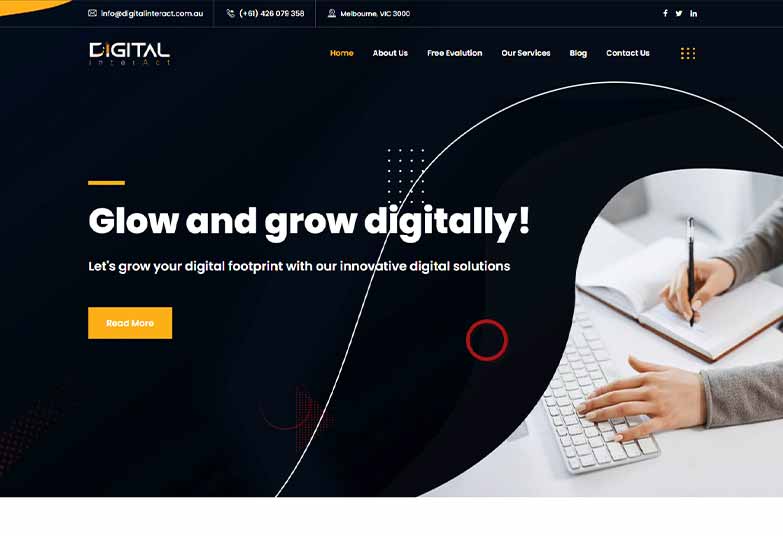 info@digitalinteract.com.au
(+61) 426 079 358
Melbourne, VIC 3000
DIGITAL
interAct
Home
About Us
Free Evalution
Our Services
Blog
Contact Us
Glow and grow digitally!
Let's grow your digital footprint with our innovative digital solutions
Read More